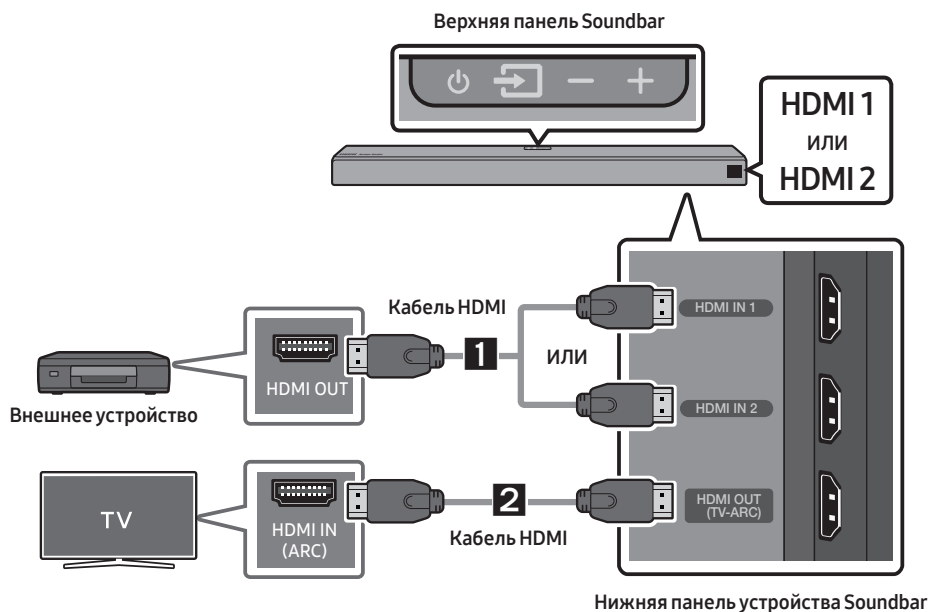 Верхняя панель Soundbar
HDMI 1
или
HDMI 2
Кабель HDMI
HDMI IN 1
1
или
HDMI OUT
HDMI IN 2
Внешнее устройство
TV
HDMI IN
(ARC)
2
Кабель HDMI
HDMI OUT
(TV-ARC)
Нижняя панель устройства Soundbar